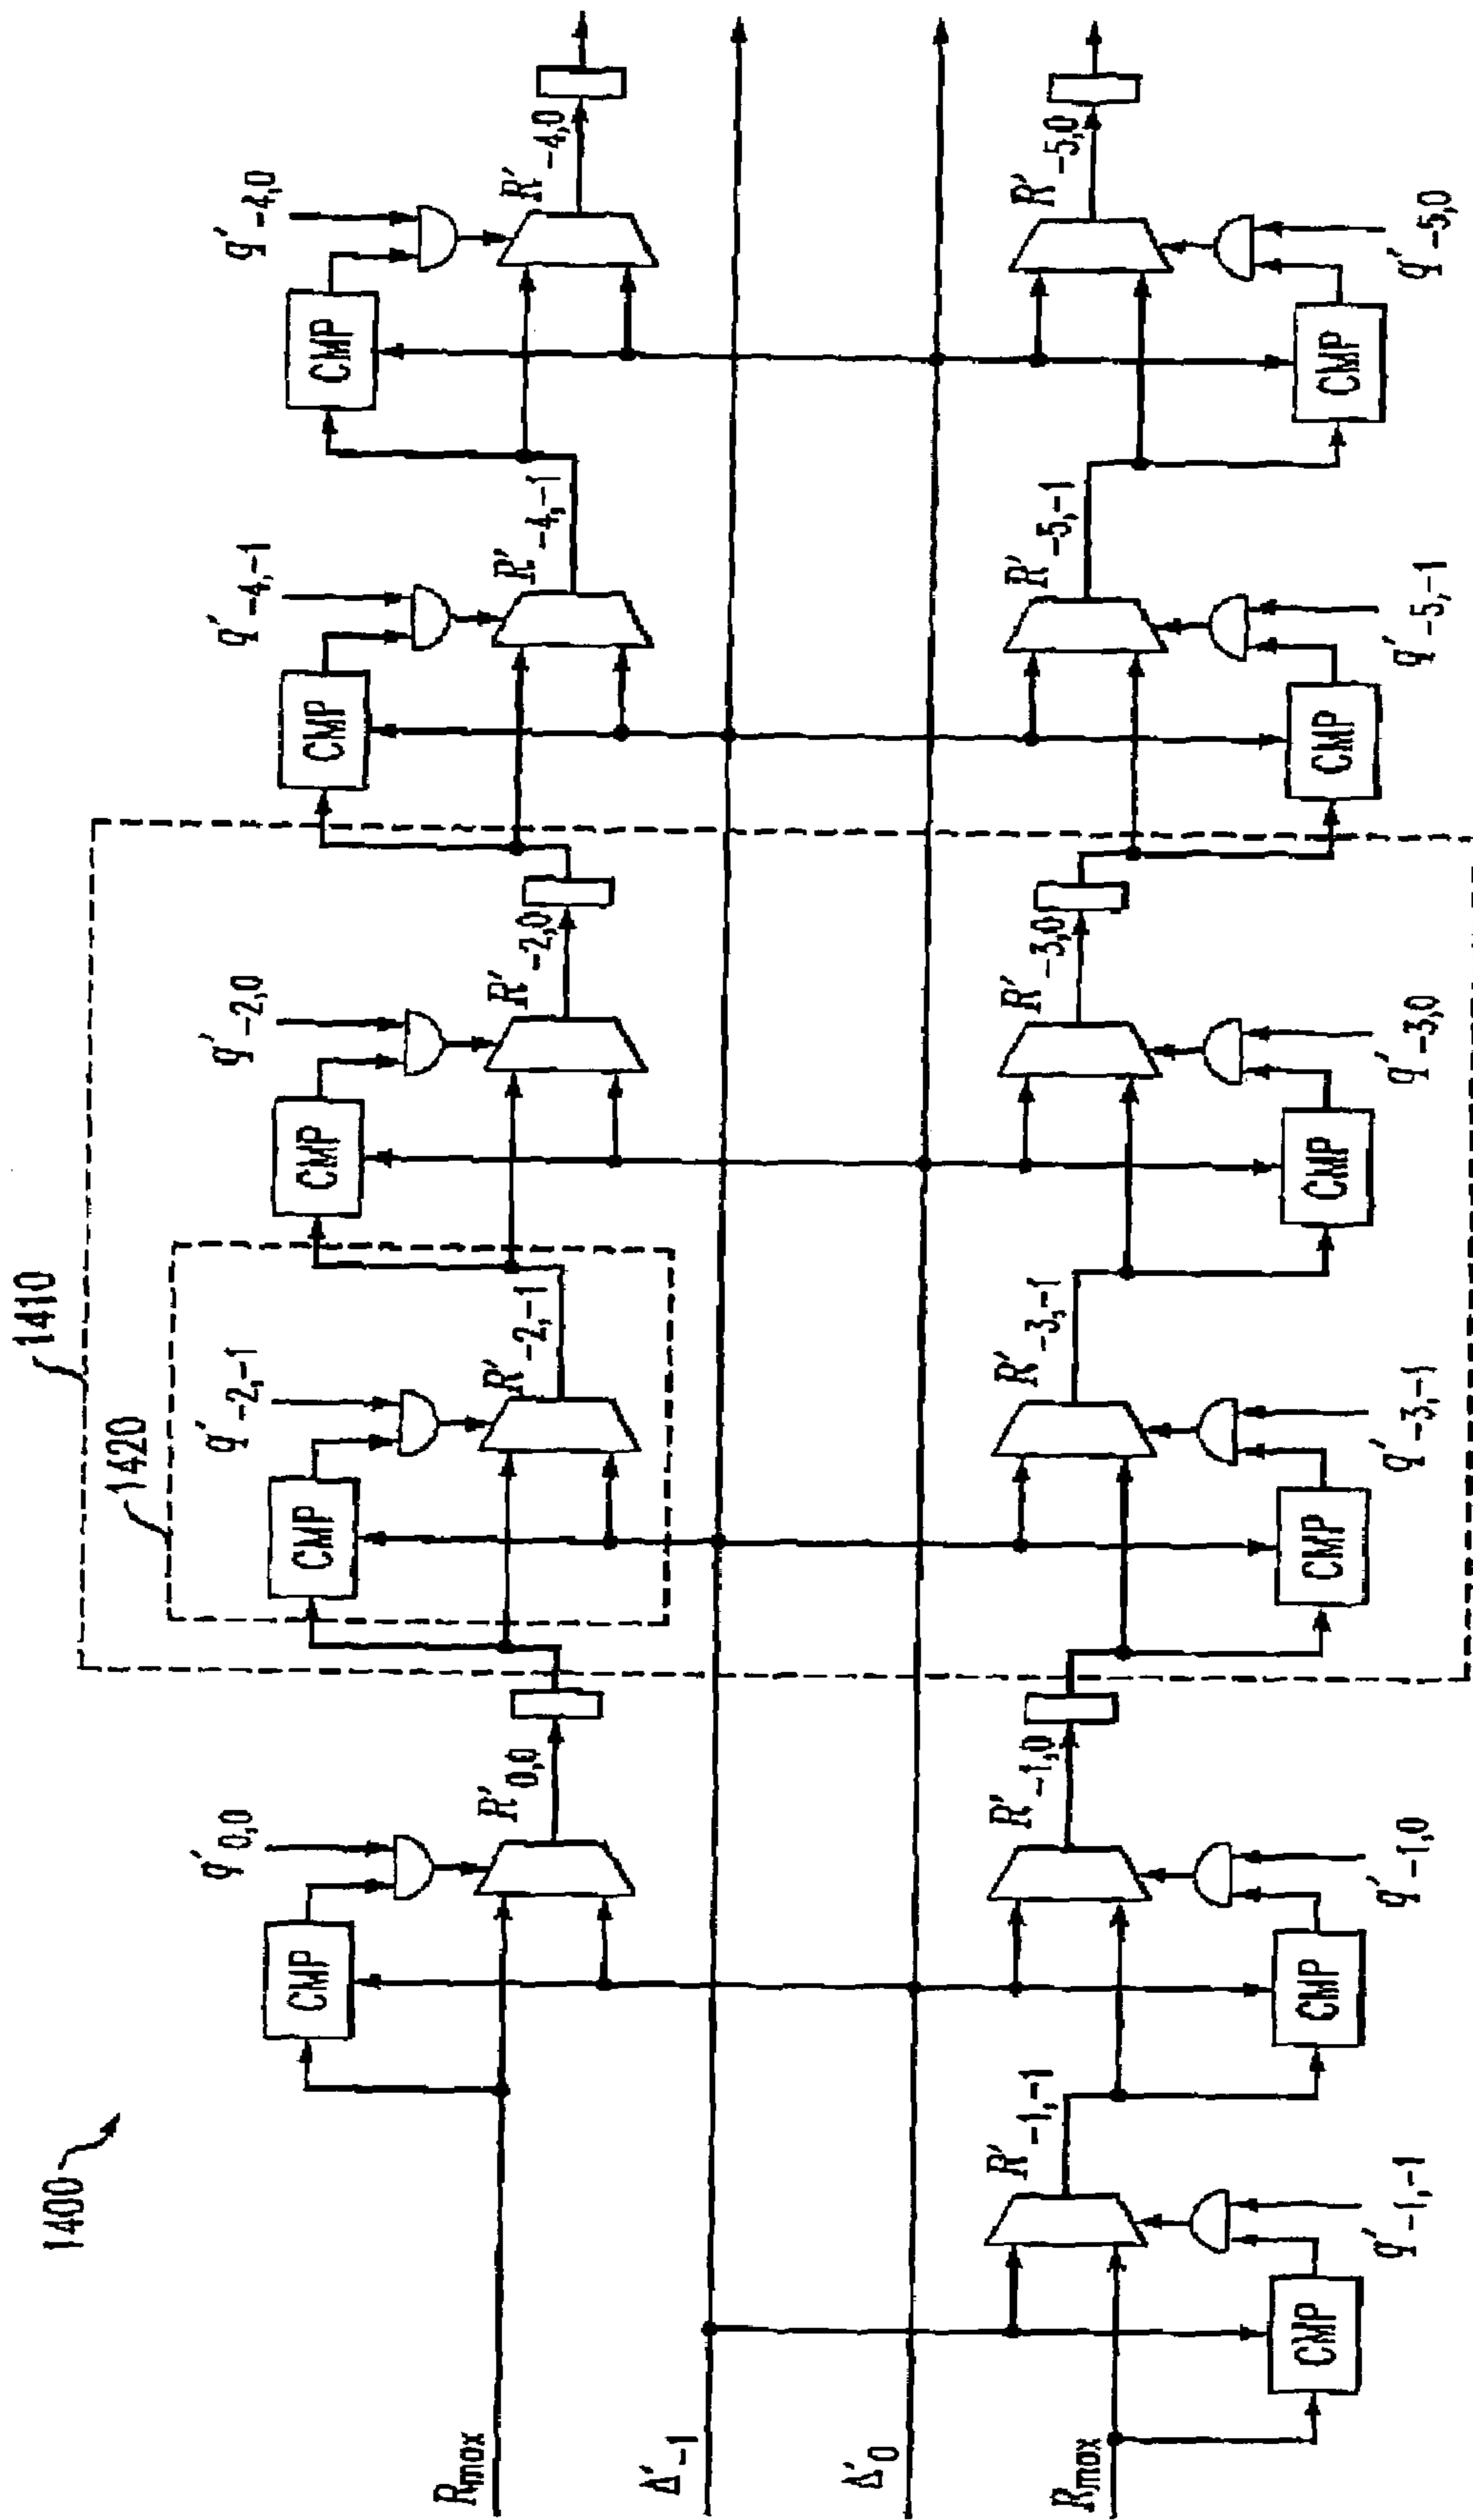 1400
1410
1420
q'0,0
q'-2,-1
q'-2,0
q'-4,-1
q'-4,0
CMP
CMP
CMP
CMP
CMP
Rmax
R'0,0
R'-2,-1
R'-2,0
R'-4,-1
R'-4,0
Δ'-1
Δ'0
Rmax
R'-1,-1
R'-1,0
R'-3,-1
R'-3,0
R'-5,-1
R'-5,0
CMP
CMP
CMP
CMP
CMP
CMP
q'-1,-1
q'-1,0
q'-3,-1
q'-3,0
q'-5,-1
q'-5,0